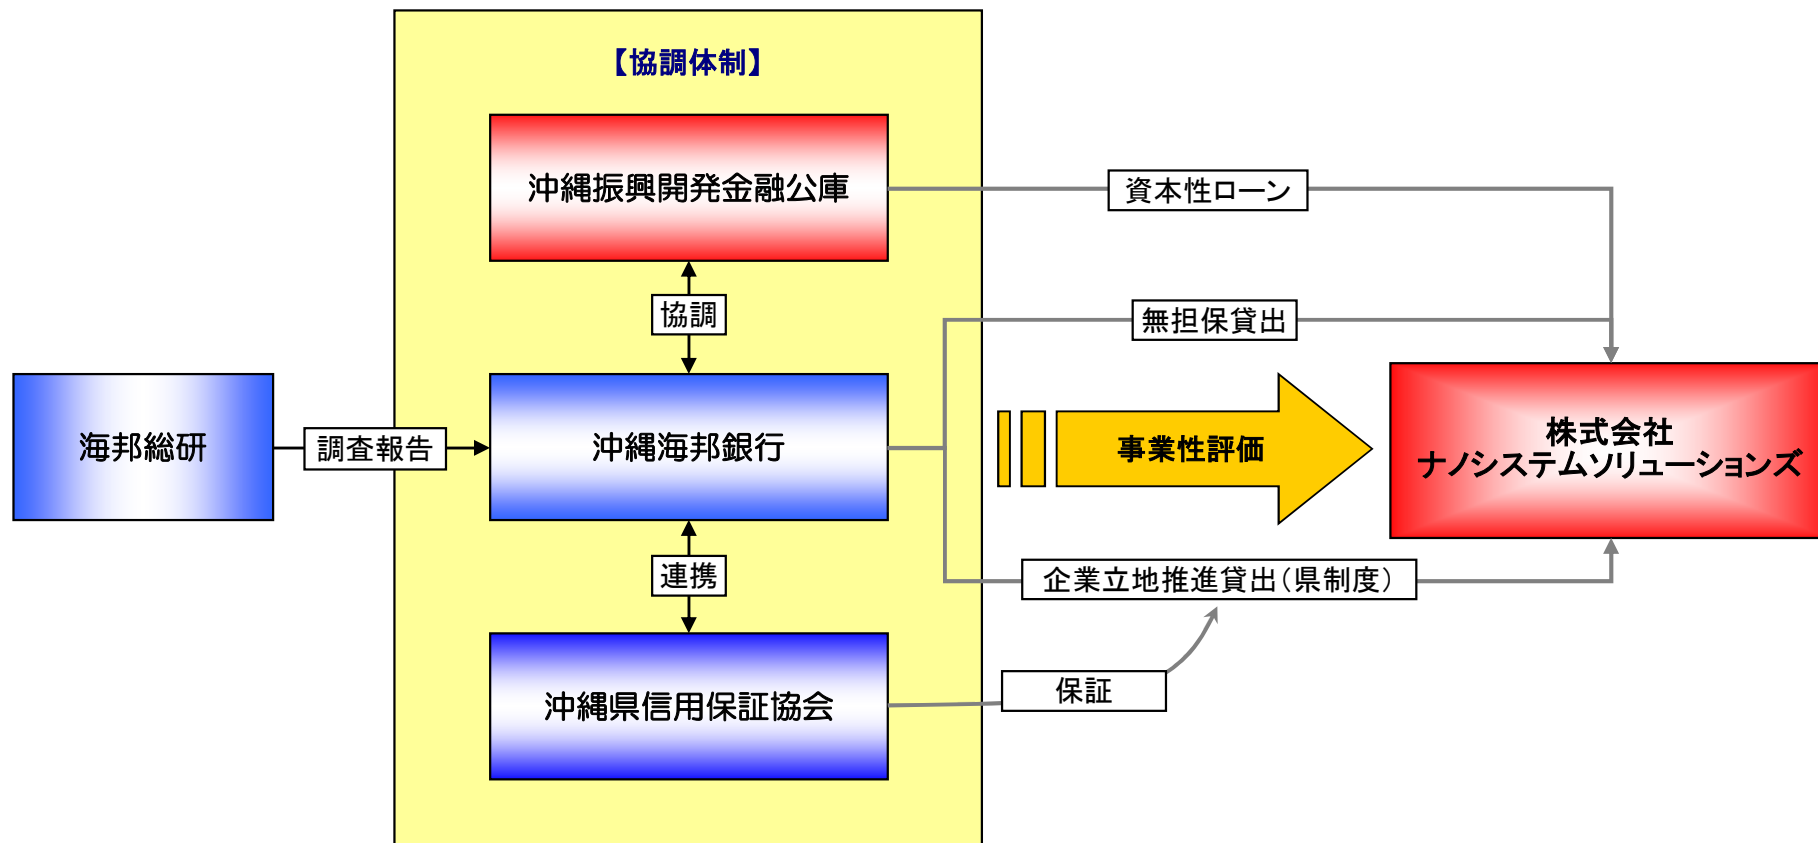 【協調体制】
沖縄振興開発金融公庫
資本性ローン
協調
無担保貸出
海邦総研
調査報告
沖縄海邦銀行
事業性評価
株式会社
ナノシステムソリューションズ
連携
企業立地推進貸出（県制度）
沖縄県信用保証協会
保証